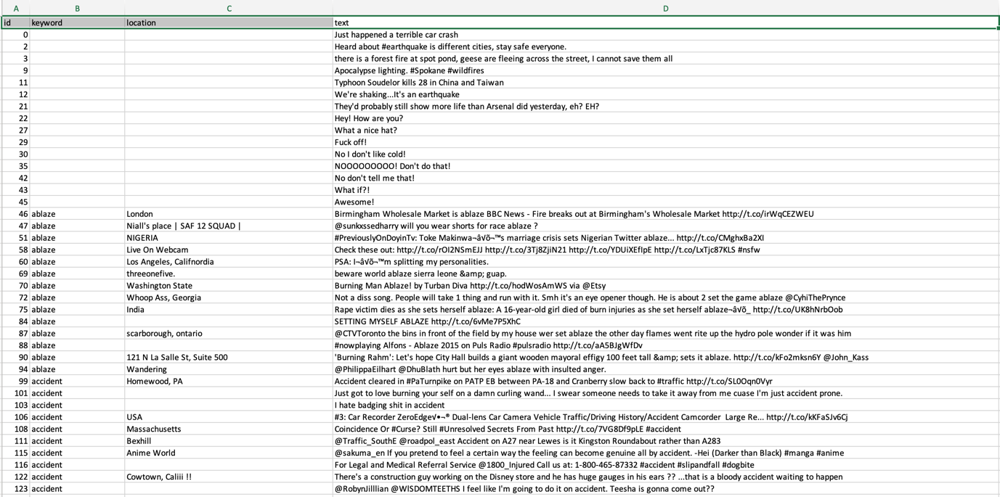 A B C D
id keyword location text
0 Just happened a terrible car crash
2 Heard about #earthquake is different cities, stay safe everyone.
3 there is a forest fire at spot pond, geese are fleeing across the street, I cannot save them all
9 Apocalypse lighting. #Spokane #wildfires
11 Typhoon Soudelor kills 28 in China and Taiwan
12 We're shaking...It's an earthquake
21 They'd probably still show more life than Arsenal did yesterday, eh? EH?
22 Hey! How are you?
27 What a nice hat?
29 Fuck off!
30 No I don't like cold!
35 NOOOOOOOOO! Don't do that!
42 No don't tell me that!
43 What if?!
45 Awesome!
46 ablaze London Birmingham Wholesale Market is ablaze BBC News - Fire breaks out at Birmingham's Wholesale Market http://t.co/irWqCEZWEU
47 ablaze Niall's place | SAF 12 SQUAD | @sunkxssedharry will you wear shorts for race ablaze ?
51 ablaze NIGERIA #PreviouslyOnDoyinTv: Toke Makinwa¬â√õ¬™s marriage crisis sets Nigerian Twitter ablaze... http://t.co/CMghxBa2XI
58 ablaze Live On Webcam Check these out: http://t.co/rOI2NSmEJJ http://t.co/3Tj8ZjiN21 http://t.co/YDUiXEfIpE http://t.co/LxTjc87KLS #nsfw
60 ablaze Los Angeles, Califnordia PSA: I¬â√õ¬™m splitting my personalities.
69 ablaze threeonefive. beware world ablaze sierra leone &amp; guap.
70 ablaze Washington State Burning Man Ablaze! by Turban Diva http://t.co/hodWosAmWS via @Etsy
72 ablaze Whoop Ass, Georgia Not a diss song. People will take 1 thing and run with it. Smh it's an eye opener though. He is about 2 set the game ablaze @CyhiThePrynce
75 ablaze India Rape victim dies as she sets herself ablaze: A 16-year-old girl died of burn injuries as she set herself ablaze¬â√õ_ http://t.co/UK8hNrbOob
84 ablaze SETTING MYSELF ABLAZE http://t.co/6vMe7P5XhC
87 ablaze scarborough, ontario @CTVToronto the bins in front of the field by my house wer set ablaze the other day flames went rite up the hydro pole wonder if it was him
88 ablaze #nowplaying Alfons - Ablaze 2015 on Puls Radio #pulsradio http://t.co/aA5BJgWfDv
90 ablaze 121 N La Salle St, Suite 500 'Burning Rahm': Let's hope City Hall builds a giant wooden mayoral effigy 100 feet tall &amp; sets it ablaze. http://t.co/kFo2mksn6Y @John_Kass
94 ablaze Wandering @PhilippaEilhart @DhuBlath hurt but her eyes ablaze with insulted anger.
99 accident Homewood, PA Accident cleared in #PaTurnpike on PATP EB between PA-18 and Cranberry slow back to #traffic http://t.co/SL0Oqn0Vyr
101 accident Just got to love burning your self on a damn curling wand... I swear someone needs to take it away from me cuase I'm just accident prone.
103 accident I hate badging shit in accident
106 accident USA #3: Car Recorder ZeroEdge√•¬® Dual-lens Car Camera Vehicle Traffic/Driving History/Accident Camcorder Large Re... http://t.co/kKFaSJv6Cj
108 accident Massachusetts Coincidence Or #Curse? Still #Unresolved Secrets From Past http://t.co/7VG8Df9pLE #accident
111 accident Bexhill @Traffic_SouthE @roadpol_east Accident on A27 near Lewes is it Kingston Roundabout rather than A283
115 accident Anime World @sakuma_en If you pretend to feel a certain way the feeling can become genuine all by accident. -Hei (Darker than Black) #manga #anime
116 accident For Legal and Medical Referral Service @1800_Injured Call us at: 1-800-465-87332 #accident #slipandfall #dogbite
122 accident Cowtown, Caliii !! There's a construction guy working on the Disney store and he has huge gauges in his ears ?? ...that is a bloody accident waiting to happen
123 accident @RobynJilllian @WlSDOMTEETHS I feel like I'm going to do it on accident. Teesha is gonna come out??